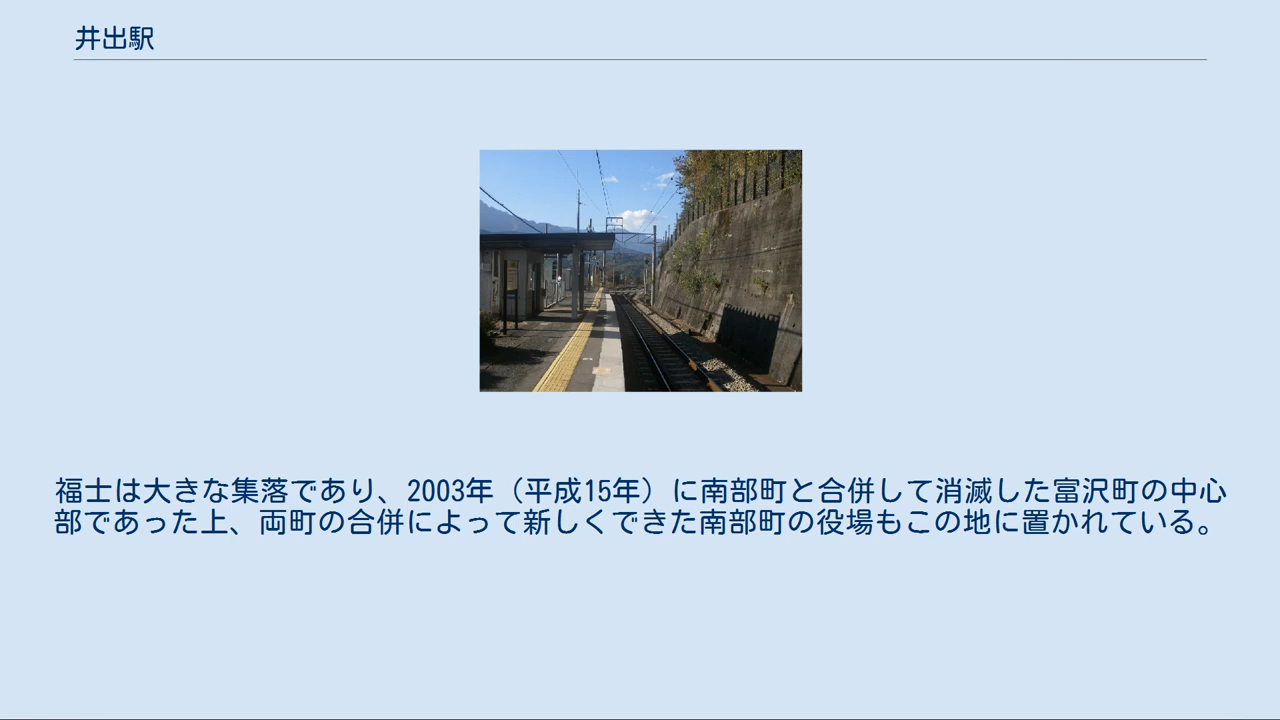 井出駅
福士は大きな集落であり、2003年（平成15年）に南部町と合併して消滅した富沢町の中心
部であった上、両町の合併によって新しくできた南部町の役場もこの地に置かれている。